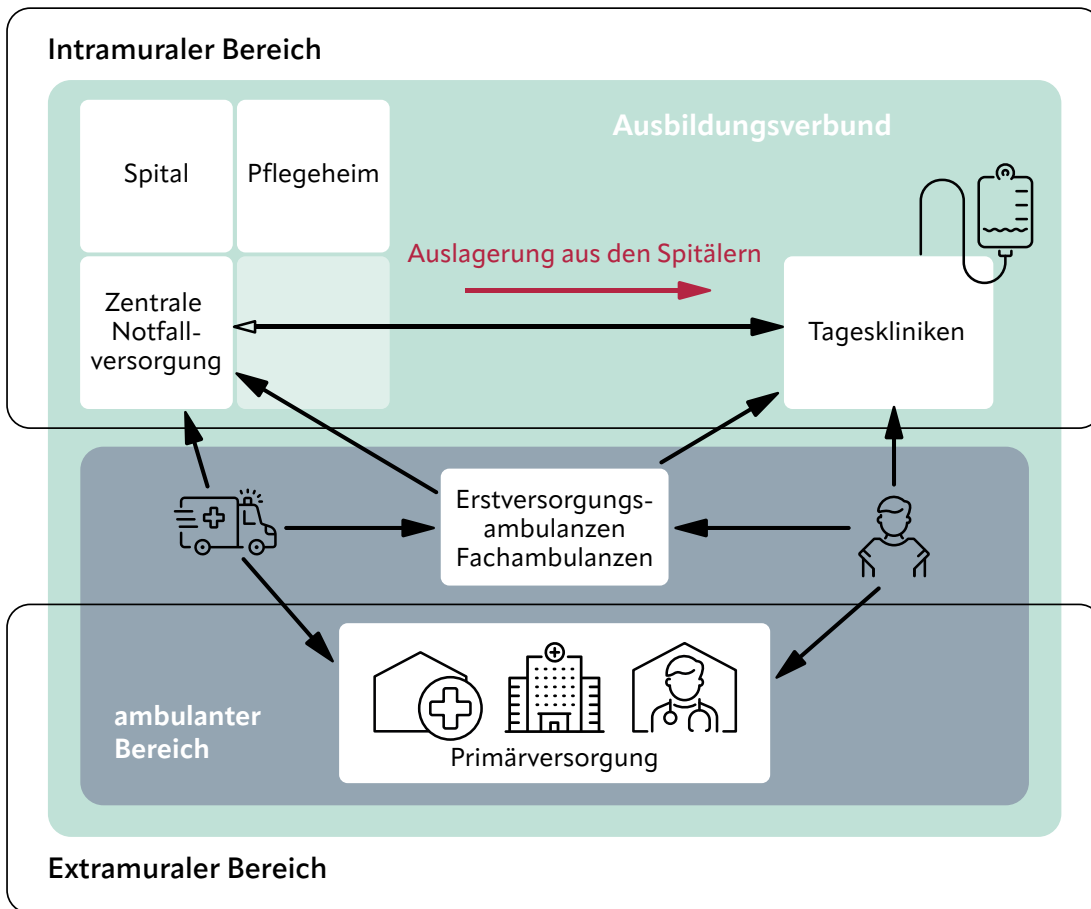 Intramuraler Bereich
Ausbildungsverbund
Spital
Pflegeheim
Auslagerung aus den Spitälern
Zentrale
Notfall-
versorgung
Tageskliniken
Erstversorgungs-
ambulanzen
Fachambulanzen
ambulanter
Bereich
Primärversorgung
Extramuraler Bereich